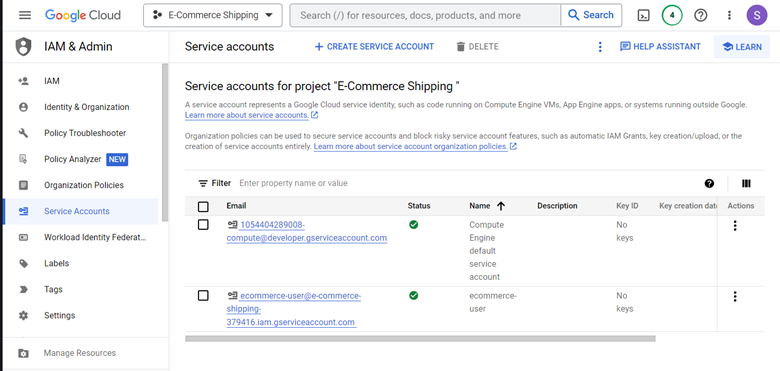 Google Cloud
E-Commerce Shipping
Search (/) for resources, docs, products, and more
Search
4
S
IAM & Admin
Service accounts
CREATE SERVICE ACCOUNT
DELETE
HELP ASSISTANT
LEARN
IAM
Identity & Organization
Policy Troubleshooter
Policy Analyzer NEW
Organization Policies
Service Accounts
Workload Identity Federat...
Labels
Tags
Settings
Manage Resources
Service accounts for project "E-Commerce Shipping "
A service account represents a Google Cloud service identity, such as code running on Compute Engine VMs, App Engine apps, or systems running outside Google.
Learn more about service accounts.
Organization policies can be used to secure service accounts and block risky service account features, such as automatic IAM Grants, key creation/upload, or the
creation of service accounts entirely. Learn more about service account organization policies.
Filter Enter property name or value
Email Status Name Description Key ID Key creation date Actions
1054404289008-
compute@developer.gserviceaccount.com
Compute
Engine
default
service
account
No
keys
ecommerce-user@e-commerce-
shipping-
379416.iam.gserviceaccount.com
ecommerce-
user
No
keys